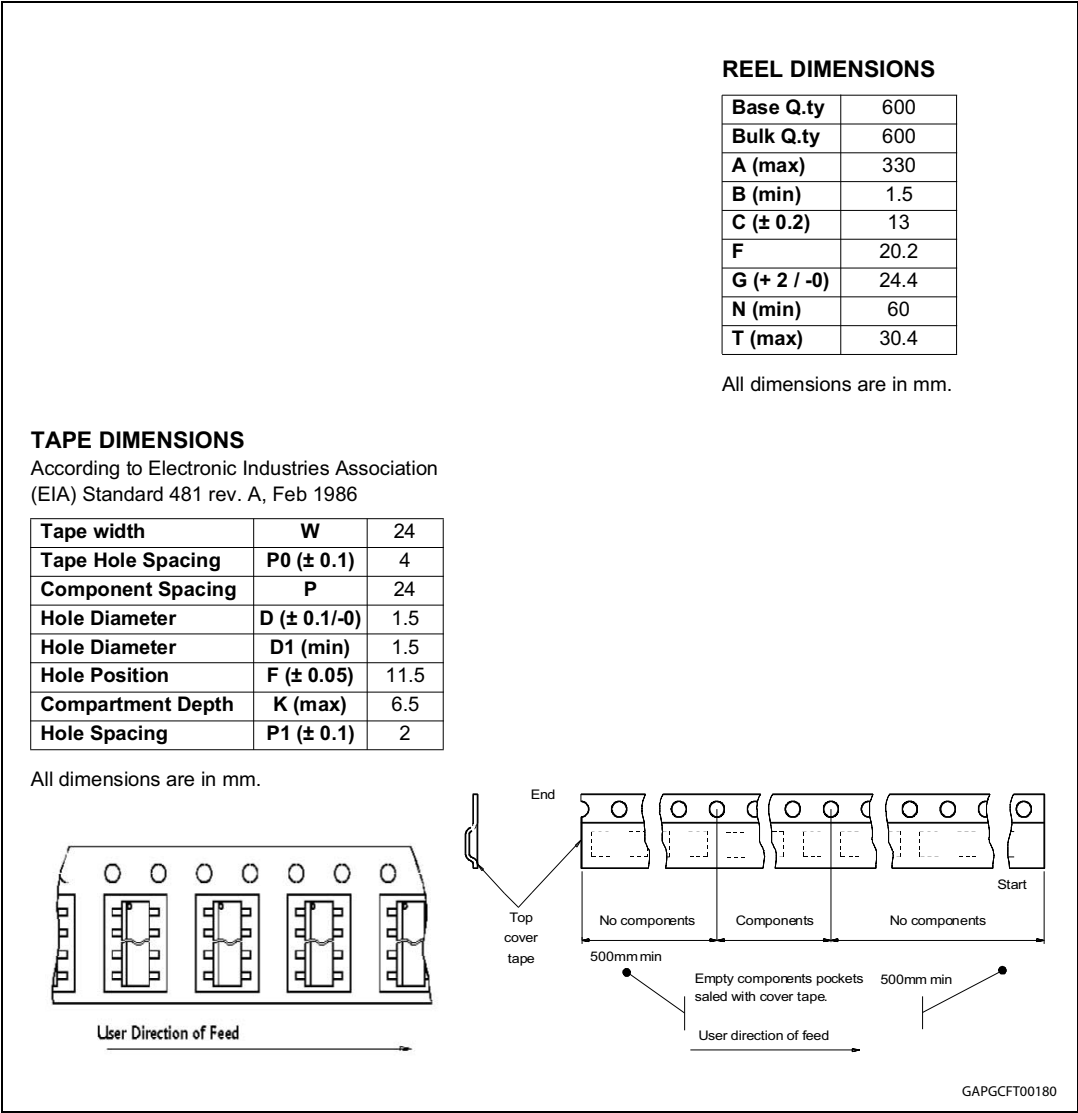 REEL DIMENSIONS
Base Q.ty 600
Bulk Q.ty 600
A (max) 330
B (min) 1.5
C (± 0.2) 13
F 20.2
G (+ 2 / -0) 24.4
N (min) 60
T (max) 30.4
All dimensions are in mm.
TAPE DIMENSIONS
According to Electronic Industries Association
(EIA) Standard 481 rev. A, Feb 1986
Tape width W 24
Tape Hole Spacing P0 (± 0.1) 4
Component Spacing P 24
Hole Diameter D (± 0.1/-0) 1.5
Hole Diameter D1 (min) 1.5
Hole Position F (± 0.05) 11.5
Compartment Depth K (max) 6.5
Hole Spacing P1 (± 0.1) 2
All dimensions are in mm.
End
Start
Top
cover
tape
No components
Components
No components
500mm min
Empty components pockets
saled with cover tape.
500mm min
User direction of feed
User Direction of Feed
GAPGCFT00180